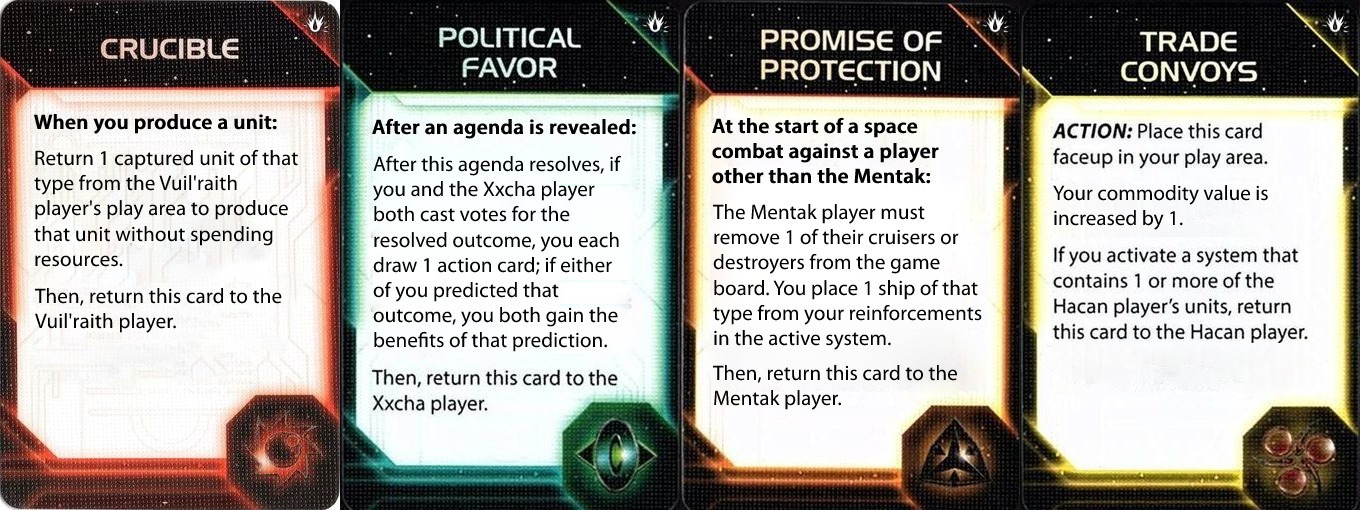 CRUCIBLE
When you produce a unit:
Return 1 captured unit of that
type from the Vuil'raith
player's play area to produce
that unit without spending
resources.
Then, return this card to the
Vuil'raith player.
POLITICAL
FAVOR
After an agenda is revealed:
After this agenda resolves, if
you and the Xxcha player
both cast votes for the
resolved outcome, you each
draw 1 action card; if either
of you predicted that
outcome, you both gain the
benefits of that prediction.
Then, return this card to the
Xxcha player.
PROMISE OF
PROTECTION
At the start of a space
combat against a player
other than the Mentak:
The Mentak player must
remove 1 of their cruisers or
destroyers from the game
board. You place 1 ship of that
type from your reinforcements
in the active system.
Then, return this card to the
Mentak player.
TRADE
CONVOYS
ACTION: Place this card
faceup in your play area.
Your commodity value is
increased by 1.
If you activate a system that
contains 1 or more of the
Hacan player’s units, return
this card to the Hacan player.